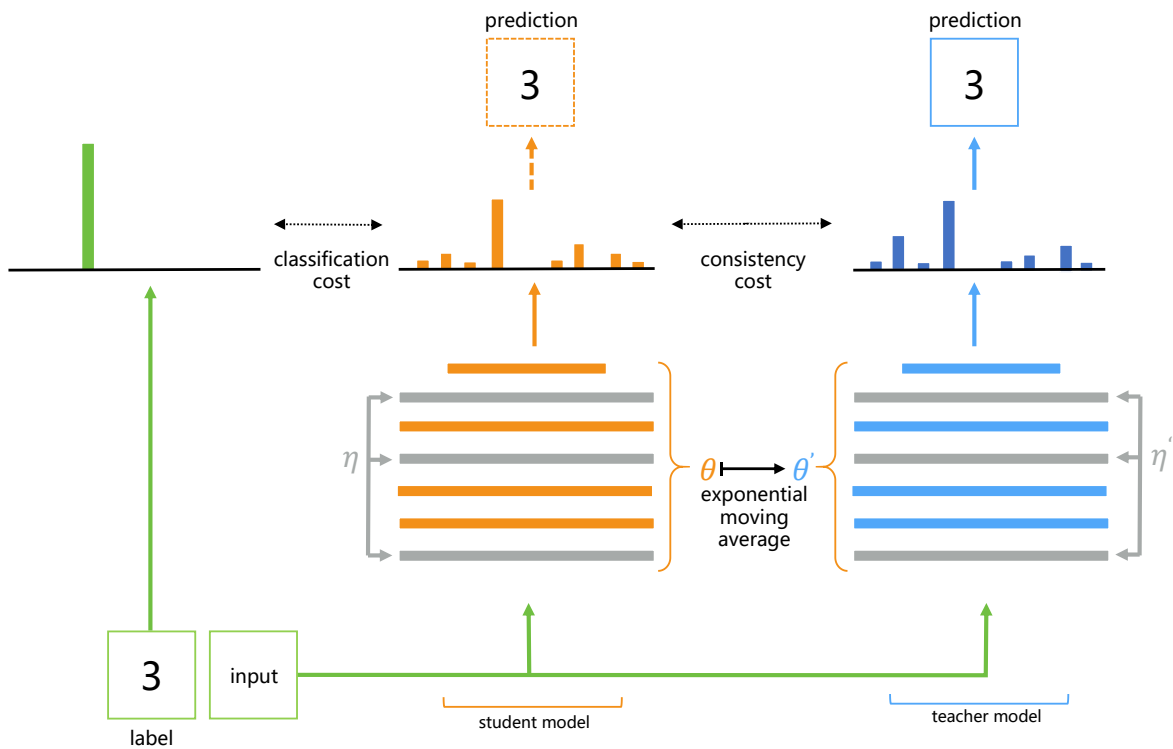 prediction
prediction
3
3
classification
cost
consistency
cost
η
θ
θ’
η‘
exponential
moving
average
3
input
label
student model
teacher model